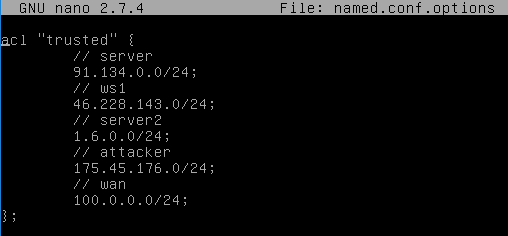 GNU nano 2.7.4 File: named.conf.options
acl "trusted" {
// server
91.134.0.0/24;
// ws1
46.228.143.0/24;
// server2
1.6.0.0/24;
// attacker
175.45.176.0/24;
// wan
100.0.0.0/24;
};